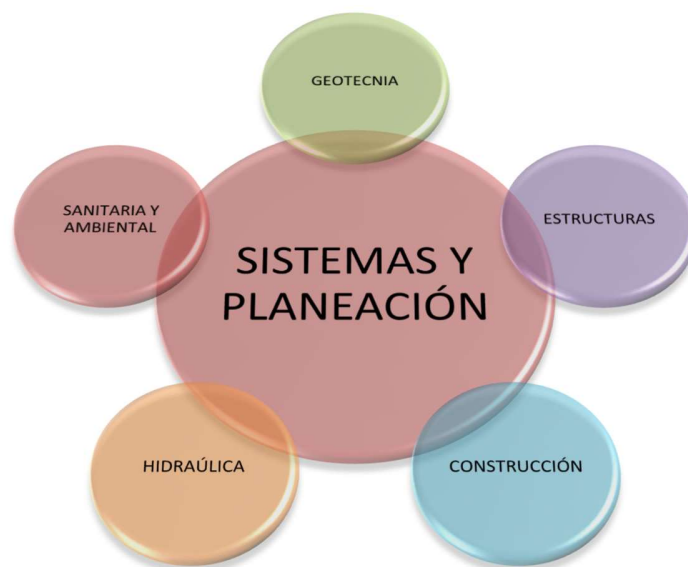 GEOTECNIA
SANITARIA Y
AMBIENTAL
ESTRUCTURAS
SISTEMAS Y
PLANEACIÓN
HIDRAÚLICA
CONSTRUCCIÓN